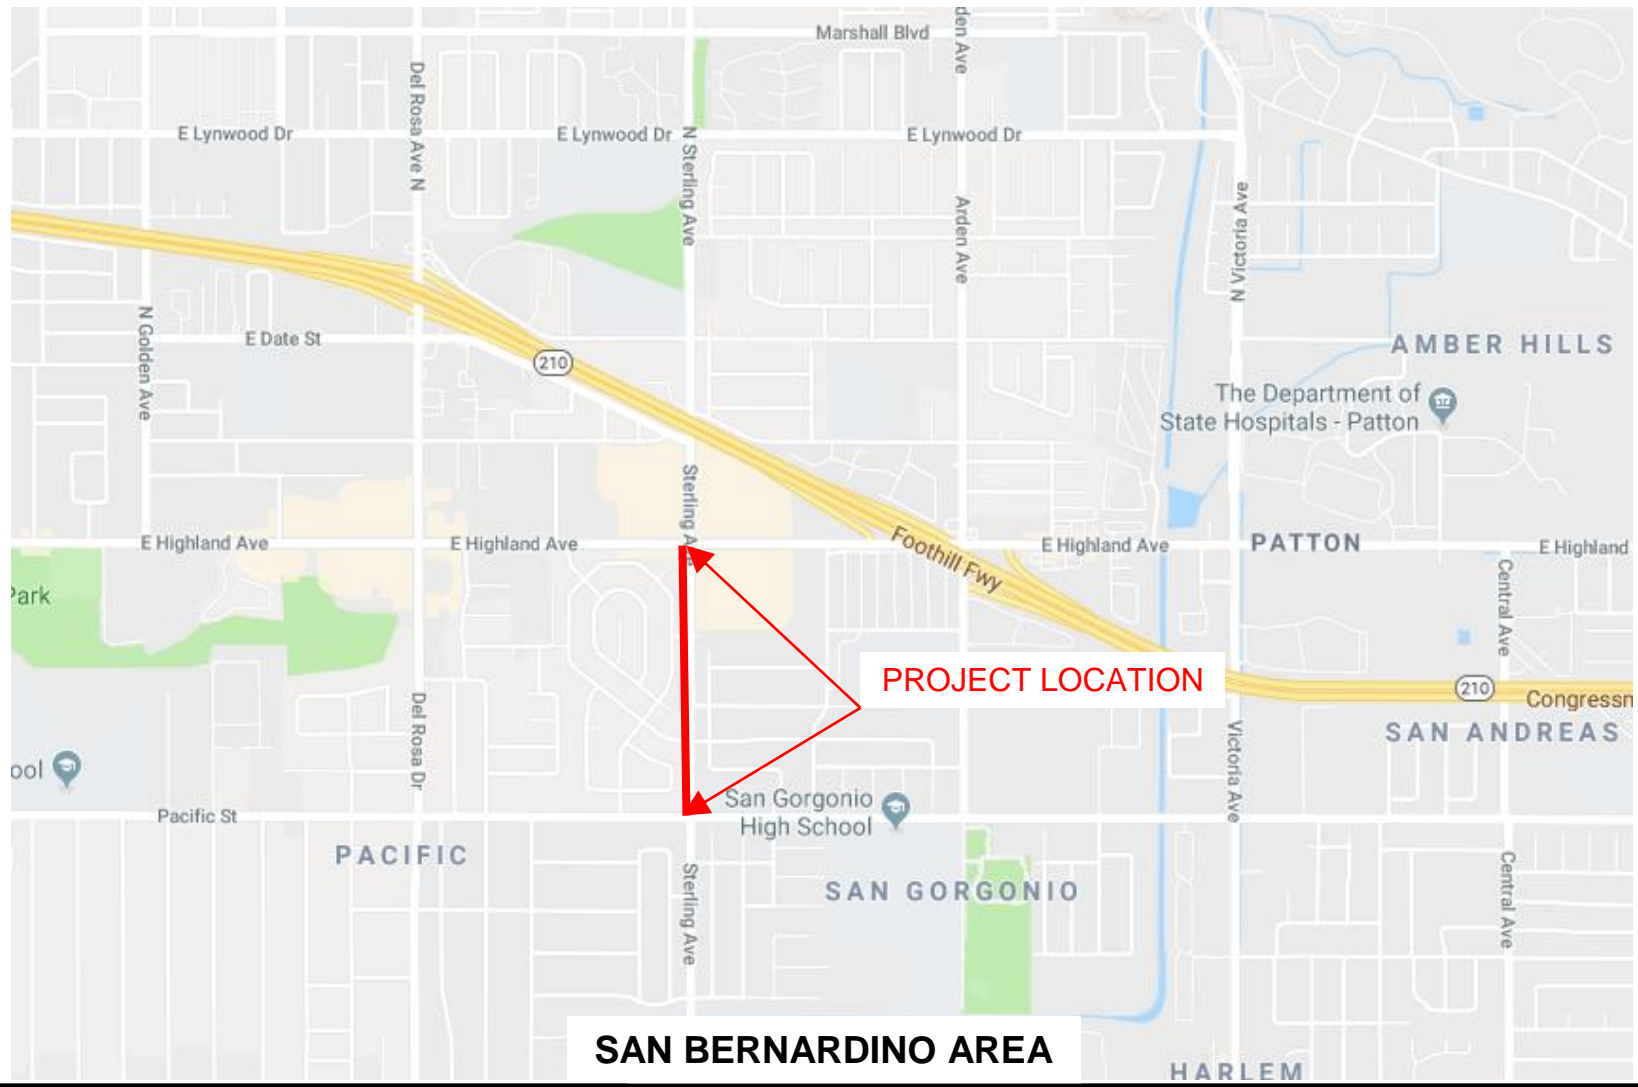 Marshall Blvd
den Ave
Del Rosa Ave N
E Lynwood Dr
E Lynwood Dr
N Sterling Ave
E Lynwood Dr
Arden Ave
N Victoria Ave
N Golden Ave
E Date St
210
AMBER HILLS
The Department of
State Hospitals - Patton
Sterling Ave
E Highland Ave
E Highland Ave
Foothill Fwy
E Highland Ave
PATTON
E Highland
Central Ave
Park
PROJECT LOCATION
210
Congressm
SAN ANDREAS
Del Rosa Dr
Victoria Ave
ool
San Gorgonio
High School
Pacific St
PACIFIC
Sterling Ave
SAN GORGONIO
Central Ave
SAN BERNARDINO AREA
HARLEM